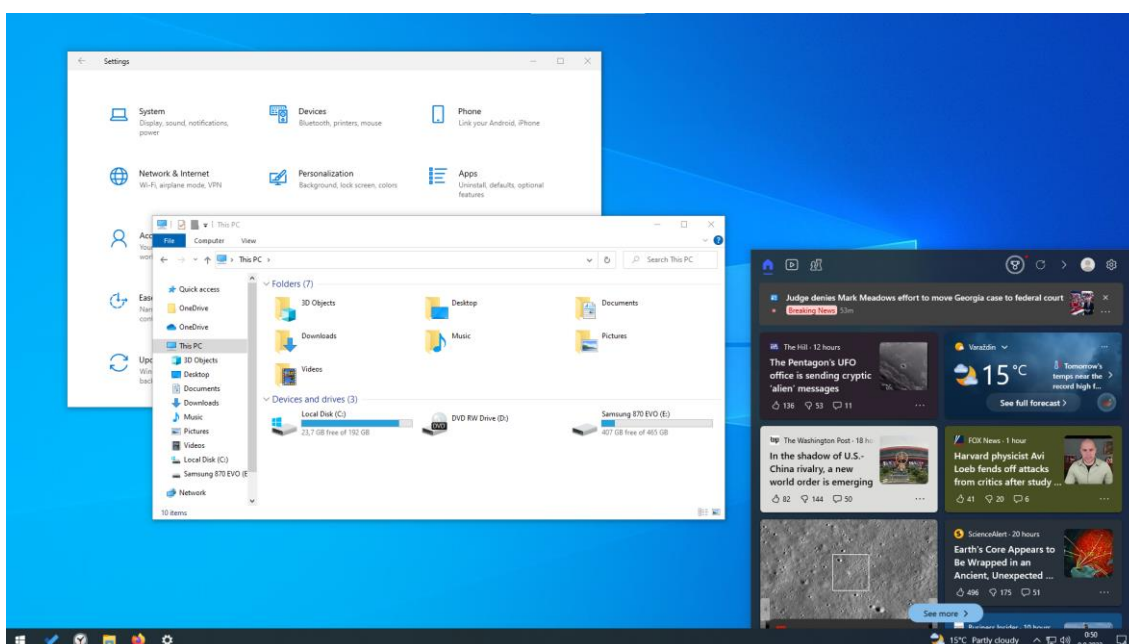 Settings
System
Display, sound, notifications,
power
Devices
Bluetooth, printers, mouse
Phone
Link your Android, iPhone
Network & Internet
Wi-Fi, airplane mode, VPN
Personalization
Background, lock screen, colors
Apps
Uninstall, defaults, optional
features
This PC
File Computer View
This PC
Search This PC
Quick access
OneDrive
OneDrive
This PC
3D Objects
Desktop
Documents
Downloads
Music
Pictures
Videos
Local Disk (C:)
Samsung 870 EVO (E
Network
10 items
Folders (7)
3D Objects
Desktop
Documents
Downloads
Music
Pictures
Videos
Devices and drives (3)
Local Disk (C:)
23,7 GB free of 192 GB
DVD
DVD RW Drive (D:)
Samsung 870 EVO (E:)
407 GB free of 465 GB
Judge denies Mark Meadows effort to move Georgia case to federal court
Breaking News 53m
The Hill · 12 hours
The Pentagon's UFO
office is sending cryptic
'alien' messages
136 53 11
Varaždin
15°C
Tomorrow's
temps near the
record high f...
See full forecast
The Washington Post · 18 ho
In the shadow of U.S.-
China rivalry, a new
world order is emerging
82 144 50
FOX News · 1 hour
Harvard physicist Avi
Loeb fends off attacks
from critics after study ...
41 20 6
ScienceAlert · 20 hours
Earth's Core Appears to
Be Wrapped in an
Ancient, Unexpected ...
496 175 51
See more
15°C Partly cloudy
0:50